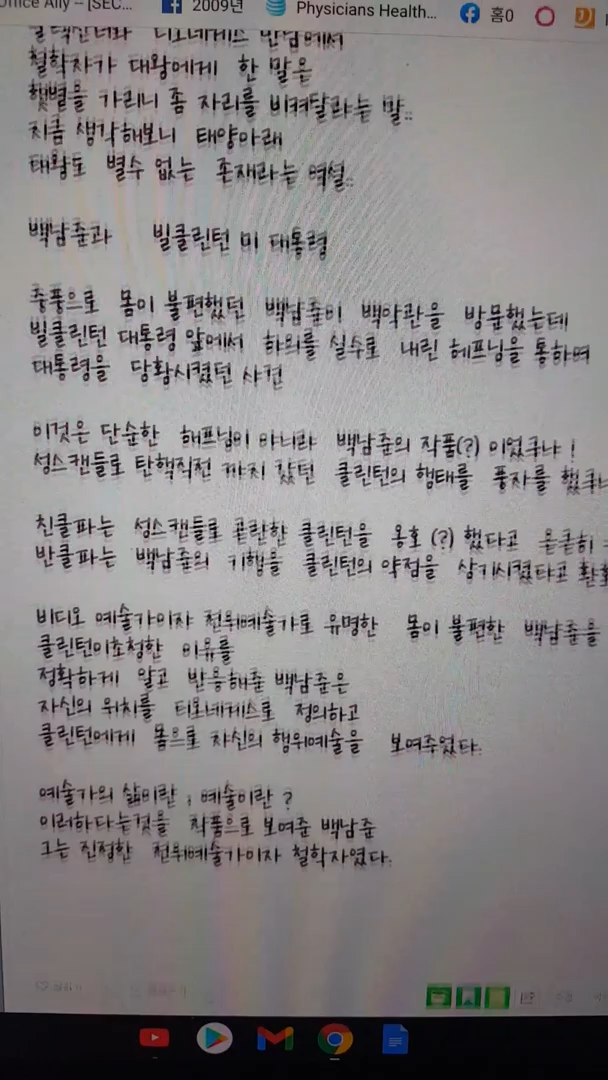 Office Ally – [SEC... 2009년 Physicians Health... 홈0
디오네게스 만남에서
철학자가 대왕에게 한 말은
햇볕을 가리니 좀 자리를 비켜달라는 말..
지금 생각해보니 태양아래
태왕도 별수 없는 존재라는 역설..
백남준과 빌클린턴 미 대통령
중풍으로 몸이 불편했던 백남준이 백악관을 방문했는데
빌클린턴 대통령 앞에서 하의를 실수로 내린 헤프닝을 통하여
대통령을 당황시켰던 사건
이것은 단순한 해프닝이 아니라 백남준의 작품(?) 이었구나!
성스캔들로 탄핵직전 까지 갔던 클린턴의 행태를 풍자를 했구나
친클파는 성스캔들로 곤란한 클린턴을 옹호(?) 했다고 은근히
반클파는 백남준의 기행을 클린턴의 약점을 상기시켰다고 환호
비디오 예술가이자 전위예술가로 유명한 몸이 불편한 백남준을
클린턴이초청한 이유를
정확하게 알고 반응해준 백남준은
자신의 위치를 디오네게스로 정의하고
클린턴에게 몸으로 자신의 행위예술을 보여주었다.
예술가의 삶이란 ; 예술이란 ?
이러하다는것을 작품으로 보여준 백남준
그는 진정한 전위예술가이자 철학자였다.